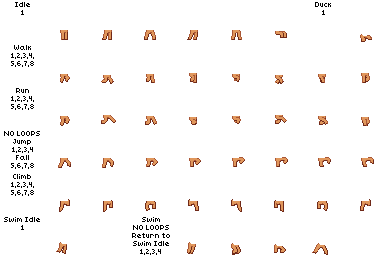 Idle
1
Duck
1
Walk
1,2,3,4,
5,6,7,8
Run
1,2,3,4,
5,6,7,8
NO LOOPS
Jump
1,2,3,4
Fall
5,6,7,8
Climb
1,2,3,4,
5,6,7,8
Swim Idle
1
Swim
NO LOOPS
Return to
Swim Idle
1,2,3,4